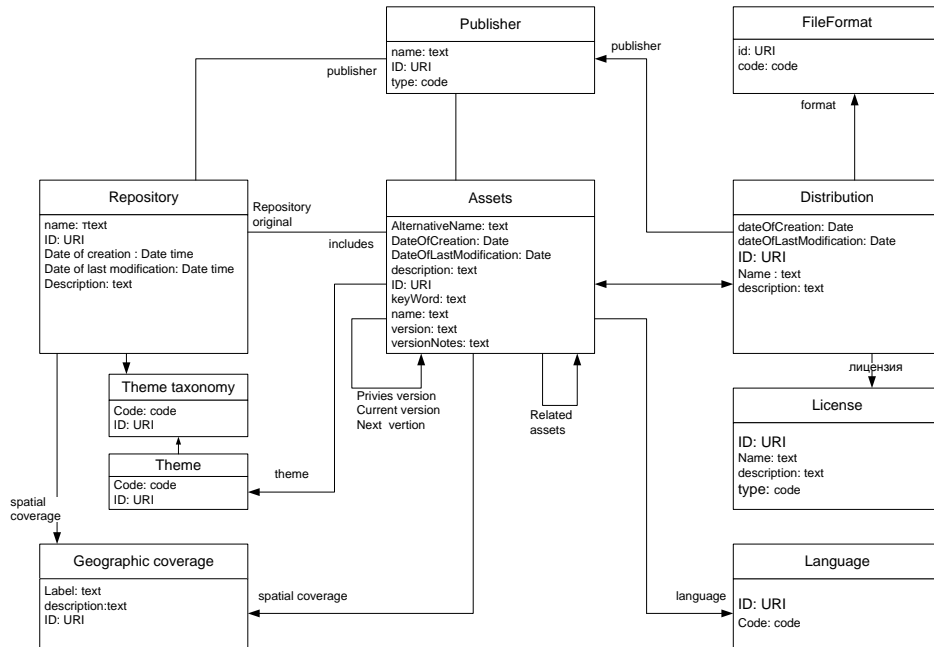 Publisher
name: text
ID: URI
type: code
FileFormat
id: URI
code: code
publisher
publisher
format
Repository
name: πtext
ID: URI
Date of creation : Date time
Date of last modification: Date time
Description: text
Repository
original
includes
Assets
AlternativeName: text
DateOfCreation: Date
DateOfLastModification: Date
description: text
ID: URI
keyWord: text
name: text
version: text
versionNotes: text
Distribution
dateOfCreation: Date
dateOfLastModification: Date
ID: URI
Name : text
description: text
Theme taxonomy
Code: code
ID: URI
Privies version
Current version
Next vertion
Related
assets
лицензия
License
ID: URI
Name: text
description: text
type: code
Theme
Code: code
ID: URI
theme
spatial
coverage
Geographic coverage
Label: text
description:text
ID: URI
spatial coverage
language
Language
ID: URI
Code: code